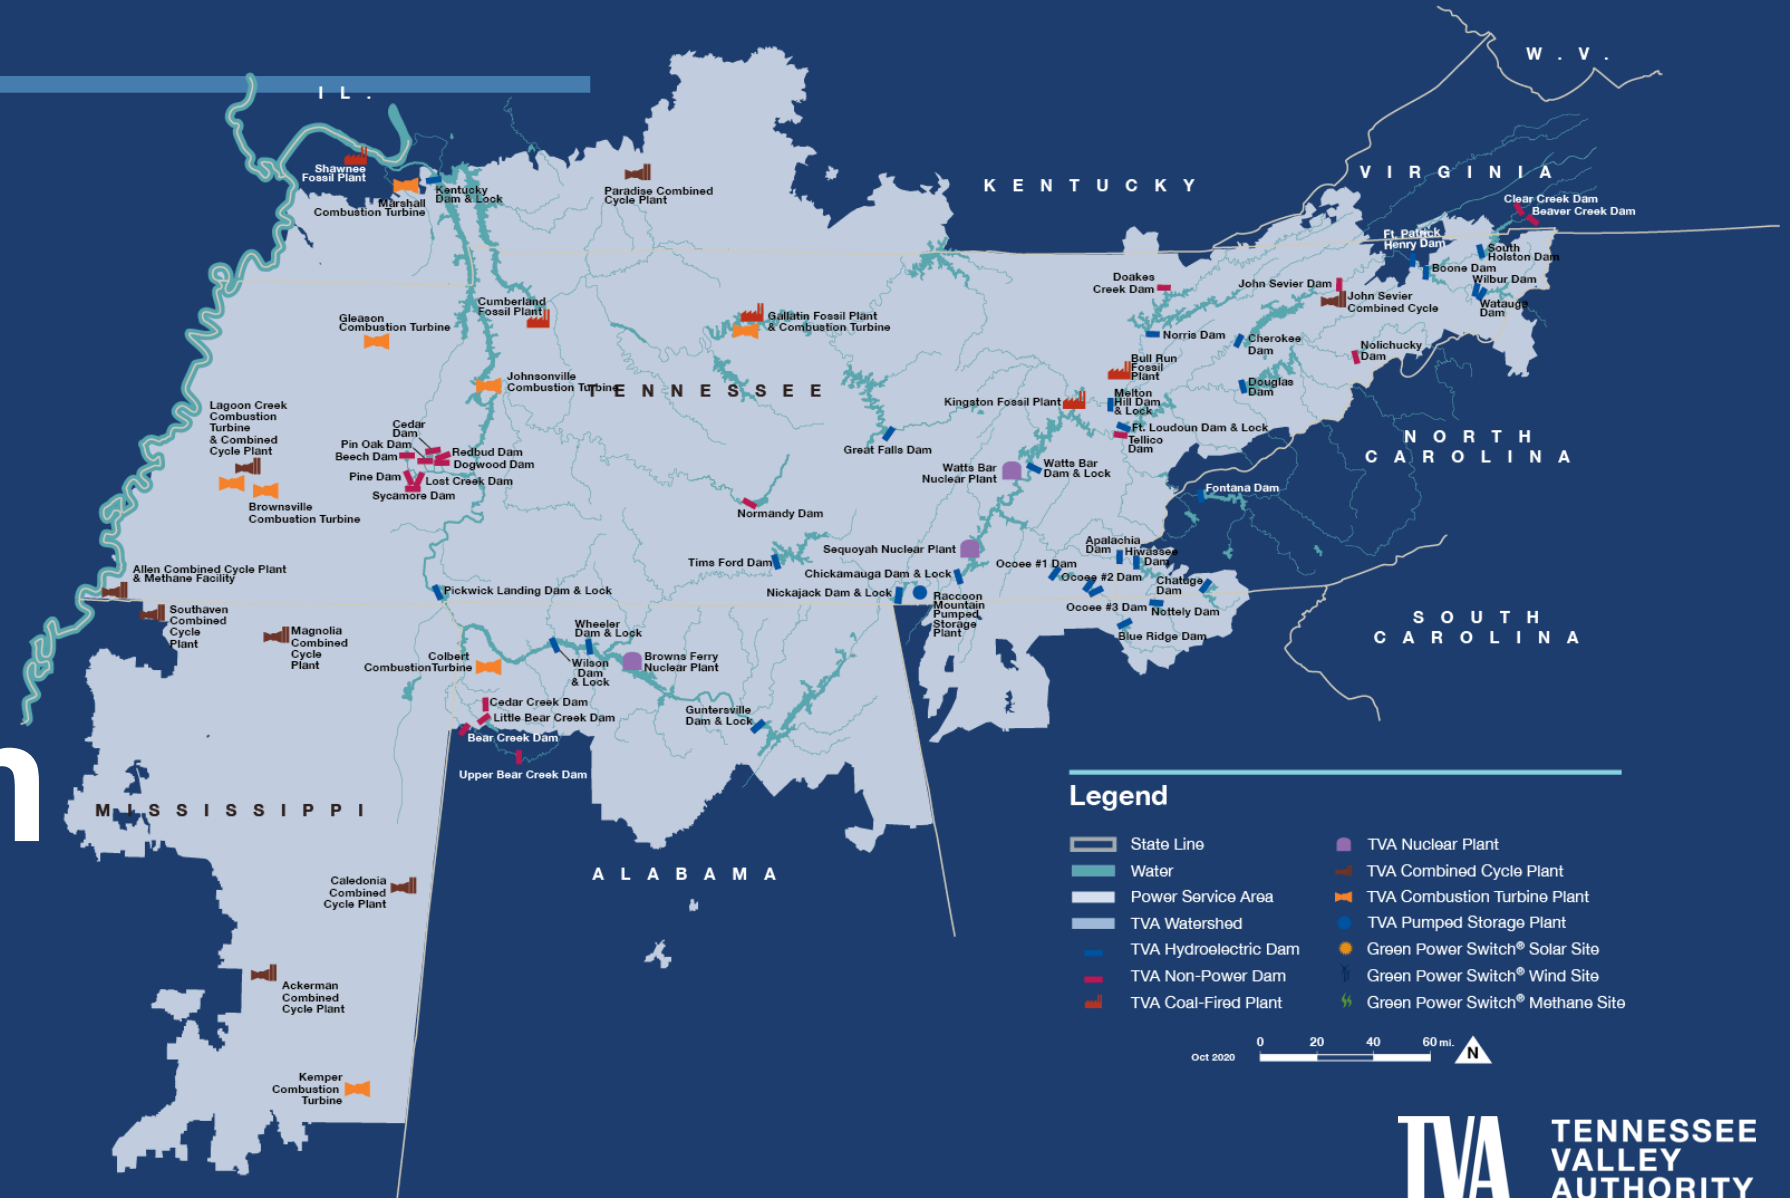 W. V.
IL.
Shawnee
Fossil Plant
Marshall
Combustion Turbine
Kentucky
Dam & Lock
Paradise Combined
Cycle Plant
KENTUCKY
VIRGINIA
Clear Creek Dam
Beaver Creek Dam
Ft. Patrick
Henry Dam
South
Holston Dam
Boone Dam
Wilbur Dam
Watauga
Dam
Doakes
Creek Dam
John Sevier Dam
John Sevier
Combined Cycle
Cumberland
Fossil Plant
Gleason
Combustion Turbine
Gallatin Fossil Plant
& Combustion Turbine
Norris Dam
Cherokee
Dam
Nolichucky
Dam
Bull Run
Fossil
Plant
Douglas
Dam
Johnsonville
Combustion Turbine
TENNESSEE
Kingston Fossil Plant
Melton
Hill Dam
& Lock
Ft. Loudoun Dam & Lock
Tellico
Dam
Lagoon Creek
Combustion
Turbine
& Combined
Cycle Plant
Cedar
Dam
Pin Oak Dam
Beech Dam
Redbud Dam
Dogwood Dam
Pine Dam
Lost Creek Dam
Sycamore Dam
Great Falls Dam
NORTH
CAROLINA
Watts Bar
Nuclear Plant
Watts Bar
Dam & Lock
Fontana Dam
Brownsville
Combustion Turbine
Normandy Dam
Sequoyah Nuclear Plant
Apalachia
Dam
Hiwassee
Dam
Tims Ford Dam
Chickamauga Dam & Lock
Ocoee #1 Dam
Ocoee #2 Dam
Chatuge
Dam
Allen Combined Cycle Plant
& Methane Facility
Pickwick Landing Dam & Lock
Nickajack Dam & Lock
Raccoon
Mountain
Pumped
Storage
Plant
Ocoee #3 Dam
Nottely Dam
Blue Ridge Dam
SOUTH
CAROLINA
Southaven
Combined
Cycle
Plant
Magnolia
Combined
Cycle
Plant
Wheeler
Dam & Lock
Colbert
CombustionTurbine
Wilson
Dam
& Lock
Browns Ferry
Nuclear Plant
Cedar Creek Dam
Little Bear Creek Dam
Bear Creek Dam
Upper Bear Creek Dam
Guntersville
Dam & Lock
n
MISSISSIPPI
ALABAMA
Caledonia
Combined
Cycle Plant
Ackerman
Combined
Cycle Plant
Kemper
Combustion
Turbine
Legend
State Line
Water
Power Service Area
TVA Watershed
TVA Hydroelectric Dam
TVA Non-Power Dam
TVA Coal-Fired Plant
TVA Nuclear Plant
TVA Combined Cycle Plant
TVA Combustion Turbine Plant
TVA Pumped Storage Plant
Green Power Switch® Solar Site
Green Power Switch® Wind Site
Green Power Switch® Methane Site
Oct 2020
0 20 40 60 mi.
N
TVA
TENNESSEE
VALLEY
AUTHORITY